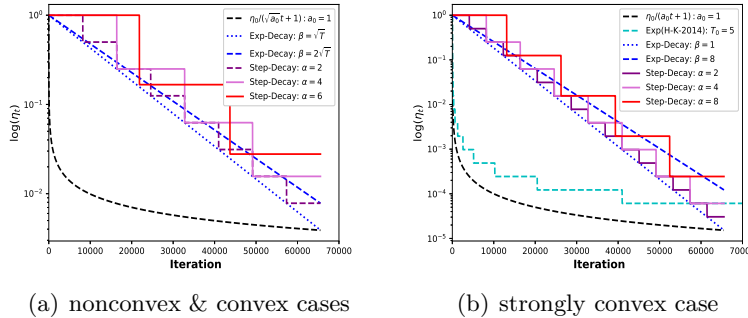 η₀/(√a₀t + 1) : a₀ = 1
Exp-Decay: β = √T
Exp-Decay: β = 2√T
Step-Decay: α = 2
Step-Decay: α = 4
Step-Decay: α = 6
10⁰
10⁻¹
10⁻²
log(ηₜ)
0 10000 20000 30000 40000 50000 60000 70000
Iteration
(a) nonconvex & convex cases
η₀/(a₀t + 1) : a₀ = 1
Exp(H-K-2014): T₀ = 5
Exp-Decay: β = 1
Exp-Decay: β = 8
Step-Decay: α = 2
Step-Decay: α = 4
Step-Decay: α = 8
10⁰
10⁻¹
10⁻²
10⁻³
10⁻⁴
10⁻⁵
log(ηₜ)
0 10000 20000 30000 40000 50000 60000 7000
Iteration
(b) strongly convex case